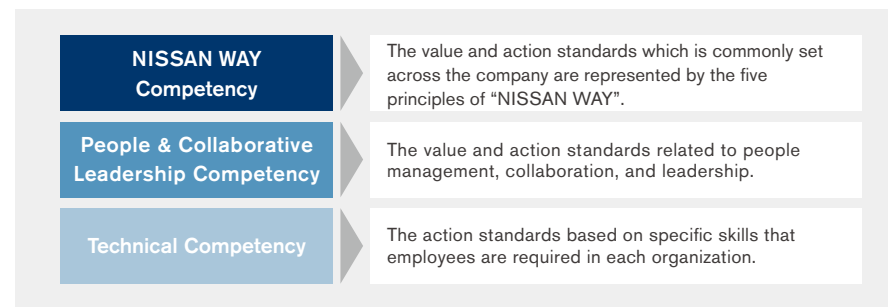 NISSAN WAY
Competency
The value and action standards which is commonly set
across the company are represented by the five
principles of “NISSAN WAY”.
People & Collaborative
Leadership Competency
The value and action standards related to people
management, collaboration, and leadership.
Technical Competency
The action standards based on specific skills that
employees are required in each organization.